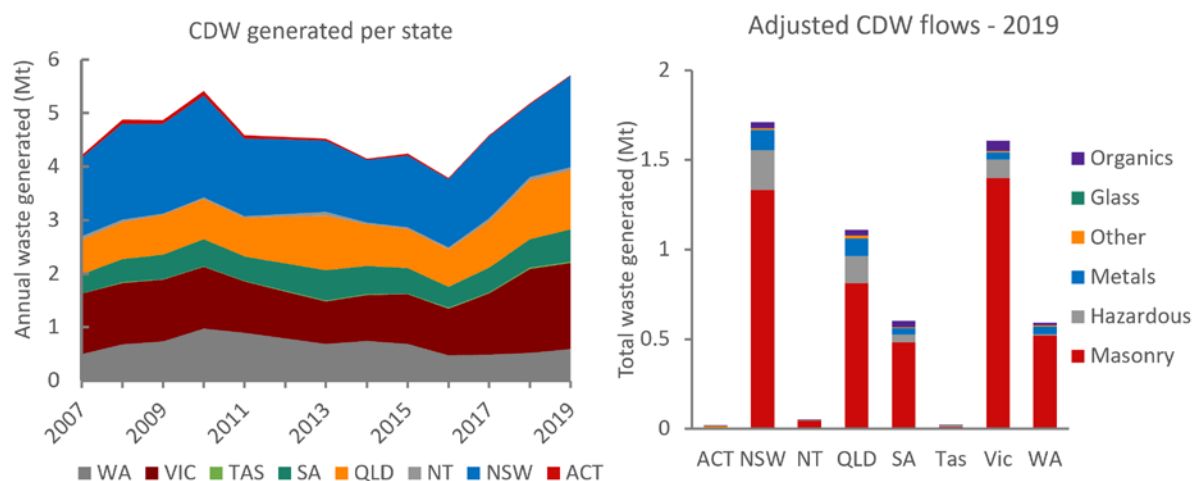 CDW generated per state
Annual waste generated (Mt)
6
5
4
3
2
1
0
2007
2009
2011
2013
2015
2017
2019
WA VIC TAS SA QLD NT NSW ACT
Adjusted CDW flows - 2019
Total waste generated (Mt)
2
1.5
1
0.5
0
ACT NSW NT QLD SA Tas Vic WA
Organics
Glass
Other
Metals
Hazardous
Masonry